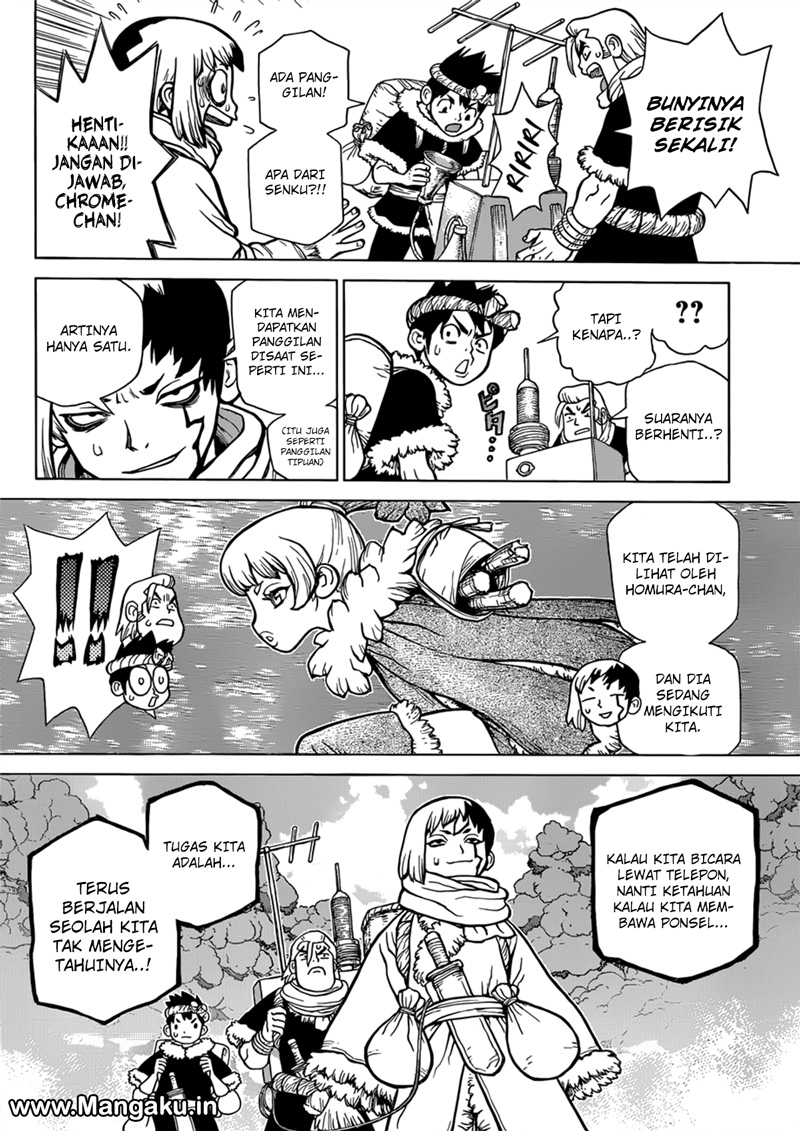 BUNYINYA
BERISIK
SEKALI!
RIRIRI
ADA PANG-
GILAN!
APA DARI
SENKU?!!
HENTI-
KAAAN!!
JANGAN DI-
JAWAB,
CHROME-
CHAN!
??
TAPI
KENAPA..?
SUARANYA
BERHENTI..?
ピタ...
KITA MEN-
DAPATKAN
PANGGILAN
DISAAT SE-
PERTI INI...
(ITU JUGA
SEPERTI
PANGGILAN
TIPUAN)
ARTINYA
HANYA SATU.
KITA TELAH DI-
LIHAT OLEH
HOMURA-CHAN,
DAN DIA
SEDANG
MENGIKUTI
KITA.
!!
KALAU KITA BICARA
LEWAT TELEPON,
NANTI KETAHUAN
KALAU KITA MEM-
BAWA PONSEL...
TUGAS KITA
ADALAH...
TERUS
BERJALAN
SEOLAH KITA
TAK MENGE-
TAHUINYA..!
www.Mangaku.in